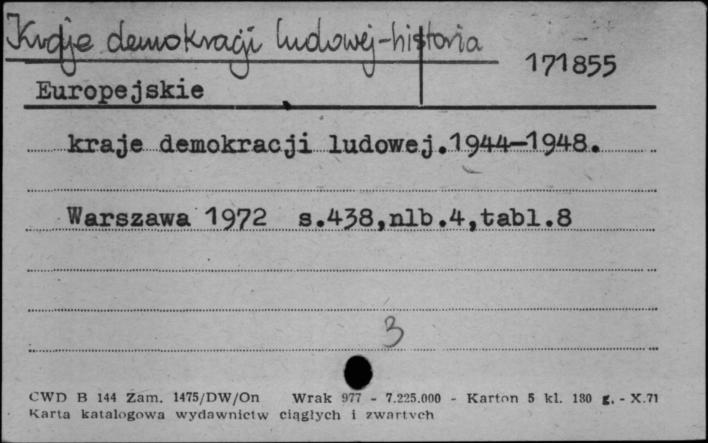 Kraje demokracji ludowej-historia
171855
Europejskie
kraje demokracji ludowej.1944-1948.
Warszawa 1972 s.438,nlb.4,tabl.8
3
CWD B 144 Zam. 1475/DW/On Wrak 977 - 7.225.000 - Karton 5 kl. 180 g. - X.71
Karta katalogowa wydawnictw ciągłych i zwartych